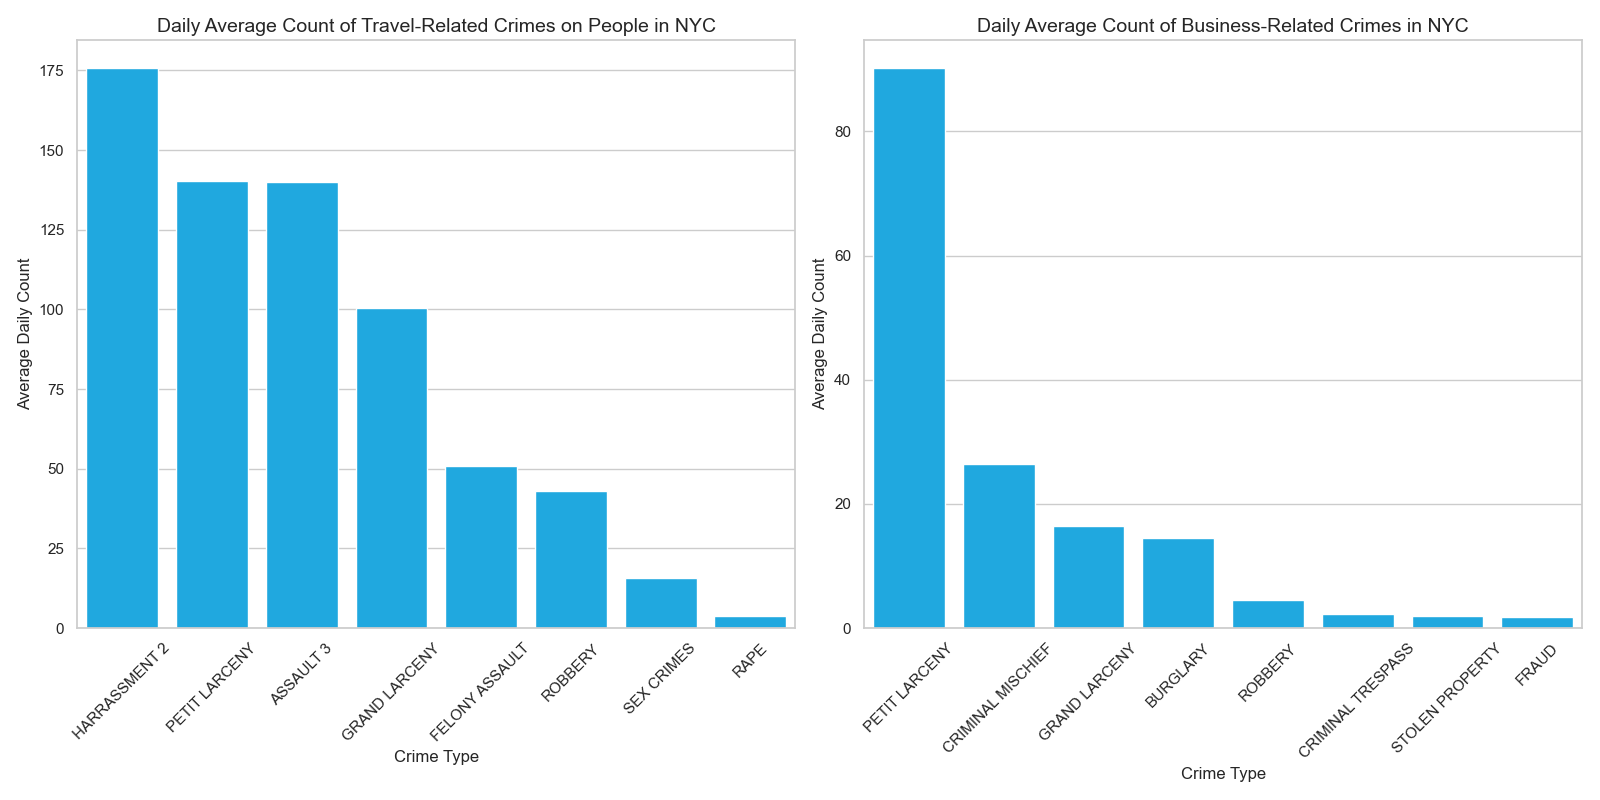 Daily Average Count of Travel-Related Crimes on People in NYC
175
150
125
100
75
50
25
0
Average Daily Count
HARRASSMENT 2
PETIT LARCENY
ASSAULT 3
GRAND LARCENY
FELONY ASSAULT
ROBBERY
SEX CRIMES
RAPE
Crime Type
Daily Average Count of Business-Related Crimes in NYC
80
60
40
20
0
Average Daily Count
PETIT LARCENY
CRIMINAL MISCHIEF
GRAND LARCENY
BURGLARY
ROBBERY
CRIMINAL TRESPASS
STOLEN PROPERTY
FRAUD
Crime Type